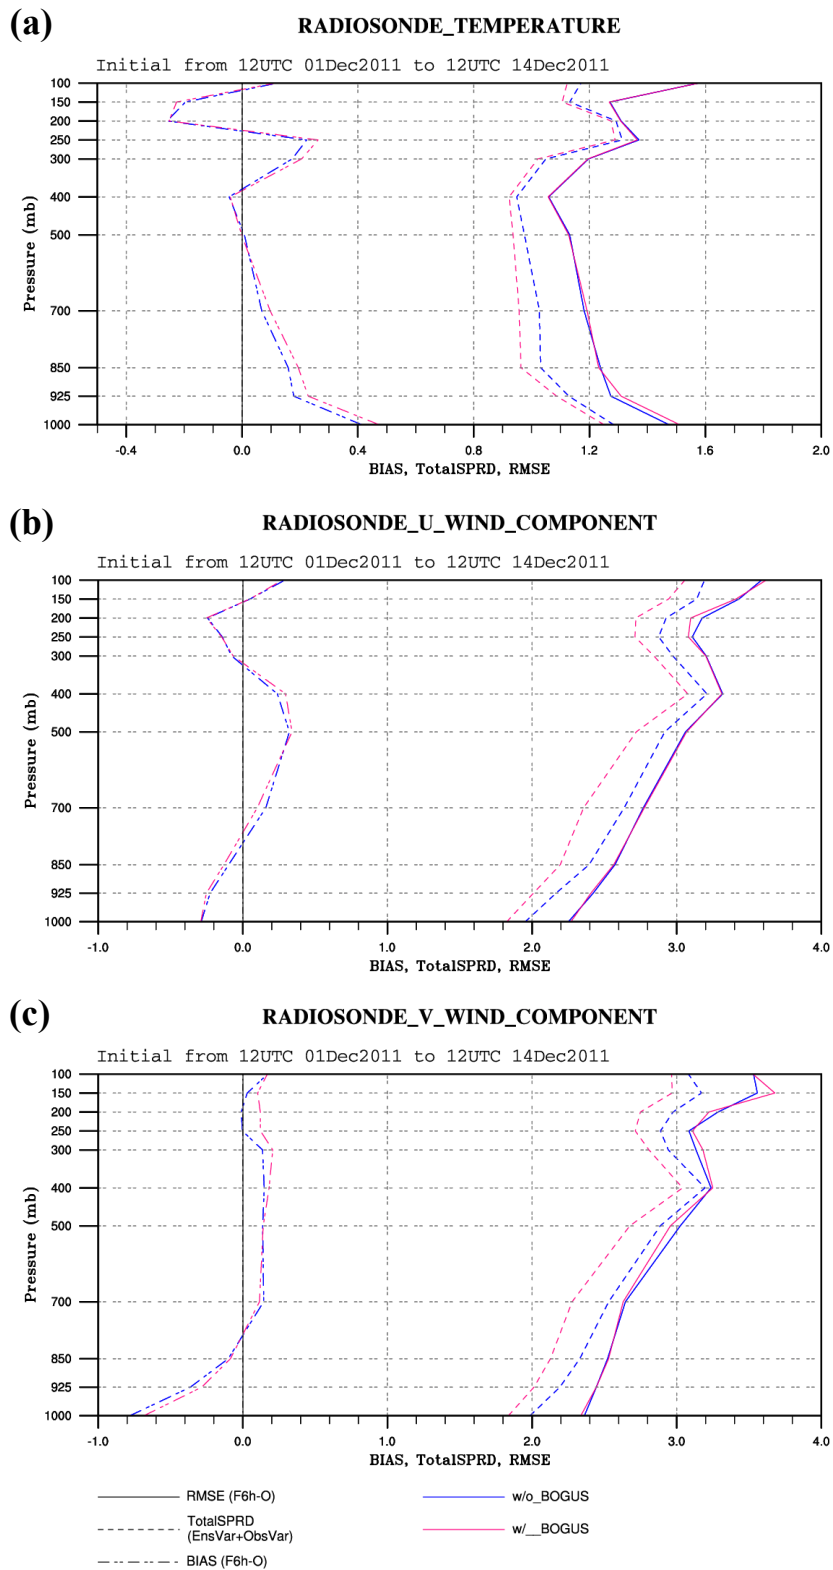 (a)
RADIOSONDE_TEMPERATURE
Initial from 12UTC 01Dec2011 to 12UTC 14Dec2011
100
150
200
250
300
400
500
700
850
925
1000
Pressure (mb)
-0.4 0.0 0.4 0.8 1.2 1.6 2.0
BIAS, TotalSPRD, RMSE
(b)
RADIOSONDE_U_WIND_COMPONENT
Initial from 12UTC 01Dec2011 to 12UTC 14Dec2011
100
150
200
250
300
400
500
700
850
925
1000
Pressure (mb)
-1.0 0.0 1.0 2.0 3.0 4.0
BIAS, TotalSPRD, RMSE
(c)
RADIOSONDE_V_WIND_COMPONENT
Initial from 12UTC 01Dec2011 to 12UTC 14Dec2011
100
150
200
250
300
400
500
700
850
925
1000
Pressure (mb)
-1.0 0.0 1.0 2.0 3.0 4.0
BIAS, TotalSPRD, RMSE
RMSE (F6h-O)
TotalSPRD
(EnsVar+ObsVar)
BIAS (F6h-O)
w/o_BOGUS
w/__BOGUS